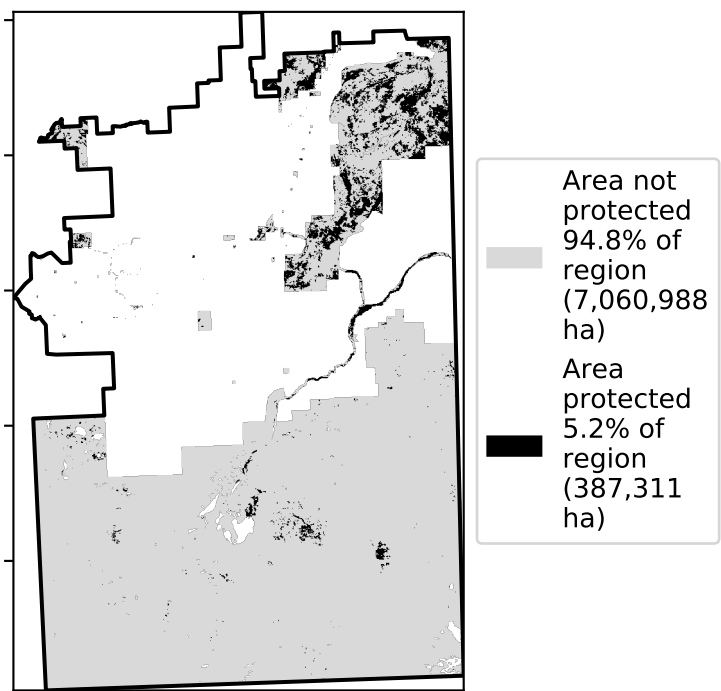 Area not
protected
94.8% of
region
(7,060,988
ha)
Area
protected
5.2% of
region
(387,311
ha)